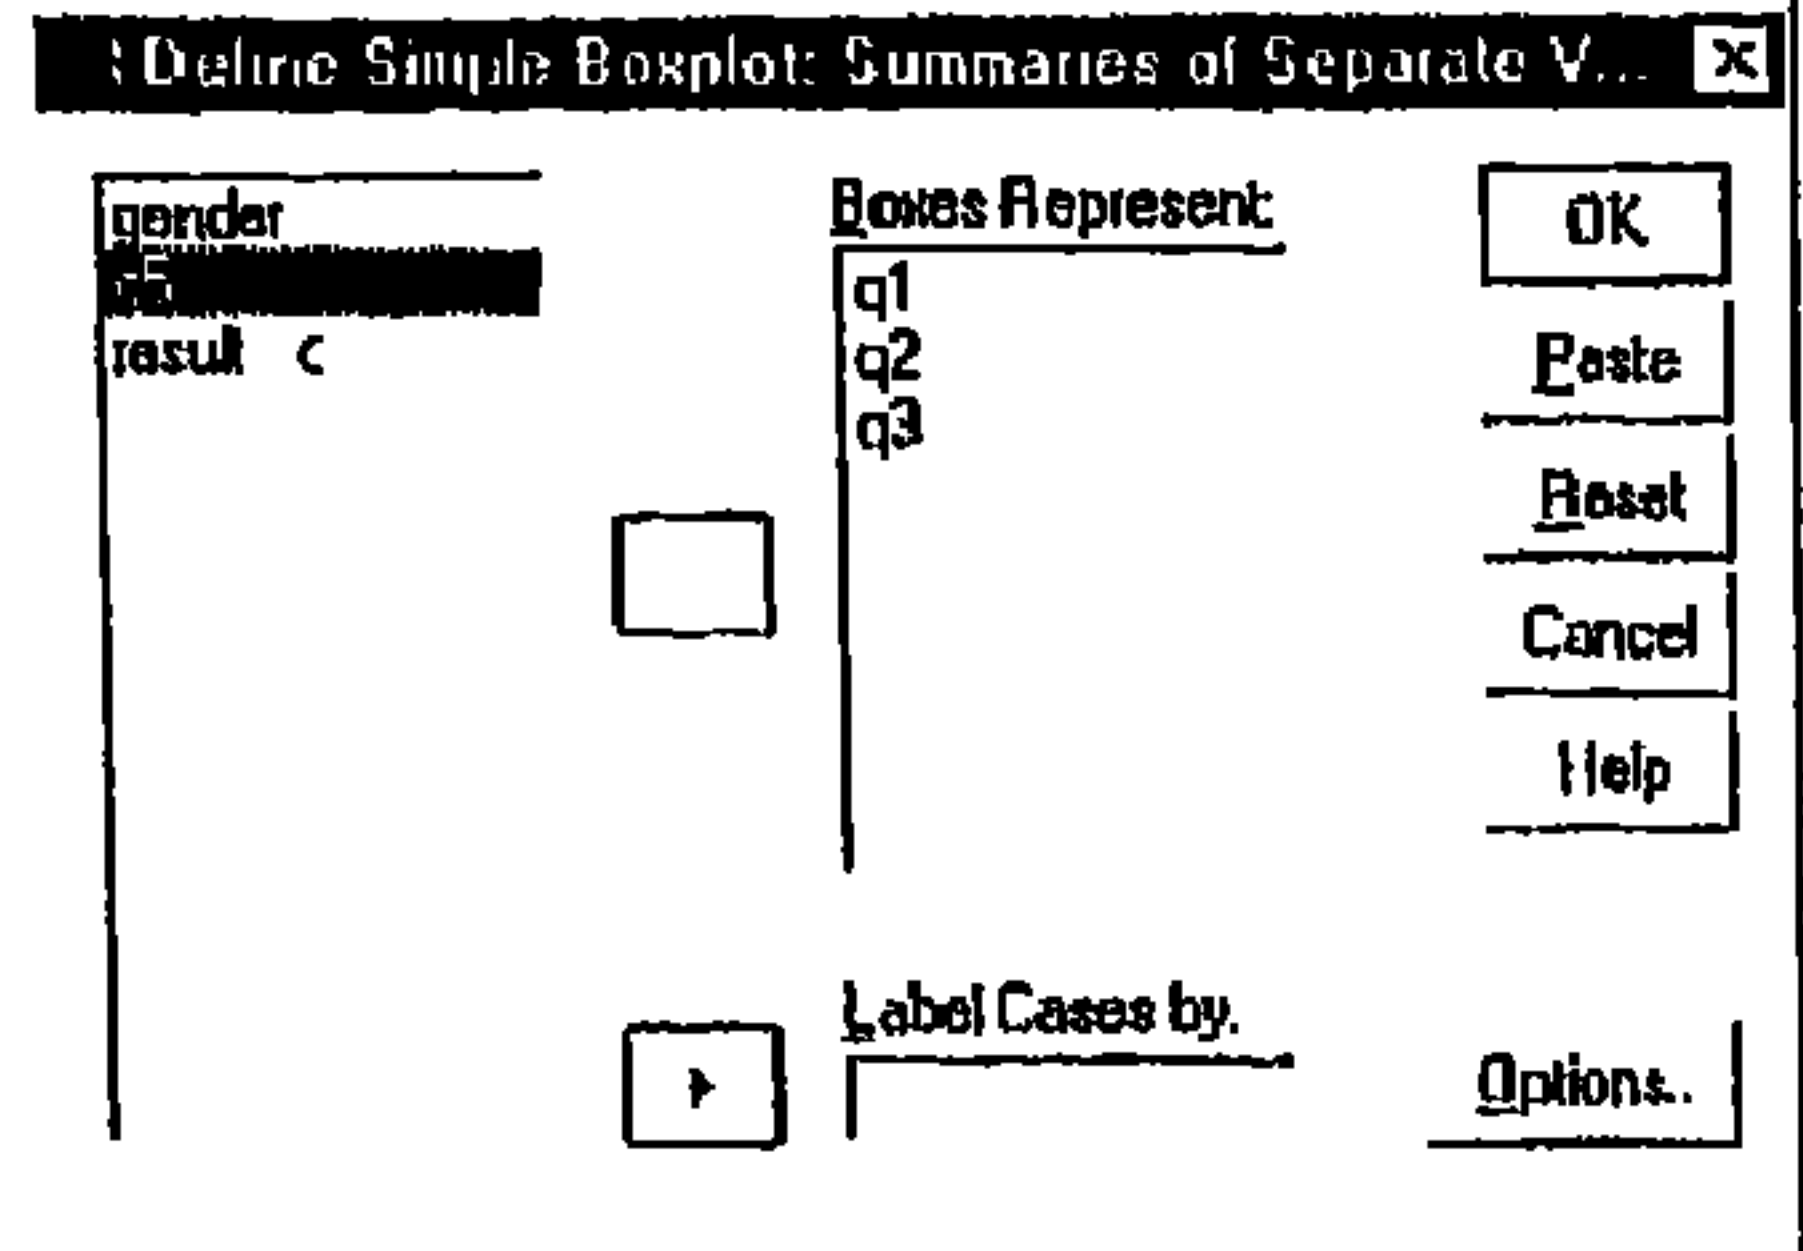 Define Simple Boxplot: Summaries of Separate V...
gender
result c
Boxes Represent:
q1
q2
q3
Label Cases by.
OK
Paste
Reset
Cancel
Help
Options..